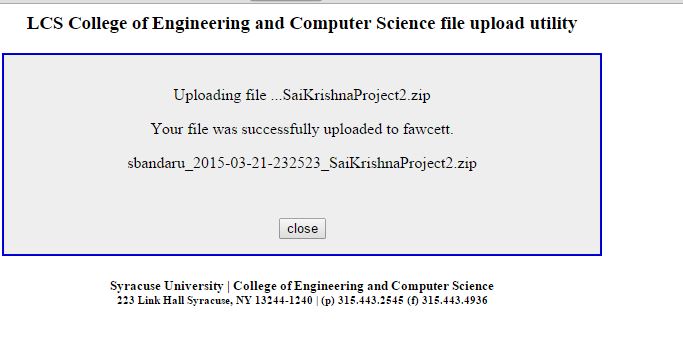 LCS College of Engineering and Computer Science file upload utility
Uploading file ...SaiKrishnaProject2.zip
Your file was successfully uploaded to fawcett.
sbandaru_2015-03-21-232523_SaiKrishnaProject2.zip
close
Syracuse University | College of Engineering and Computer Science
223 Link Hall Syracuse, NY 13244-1240 | (p) 315.443.2545 (f) 315.443.4936